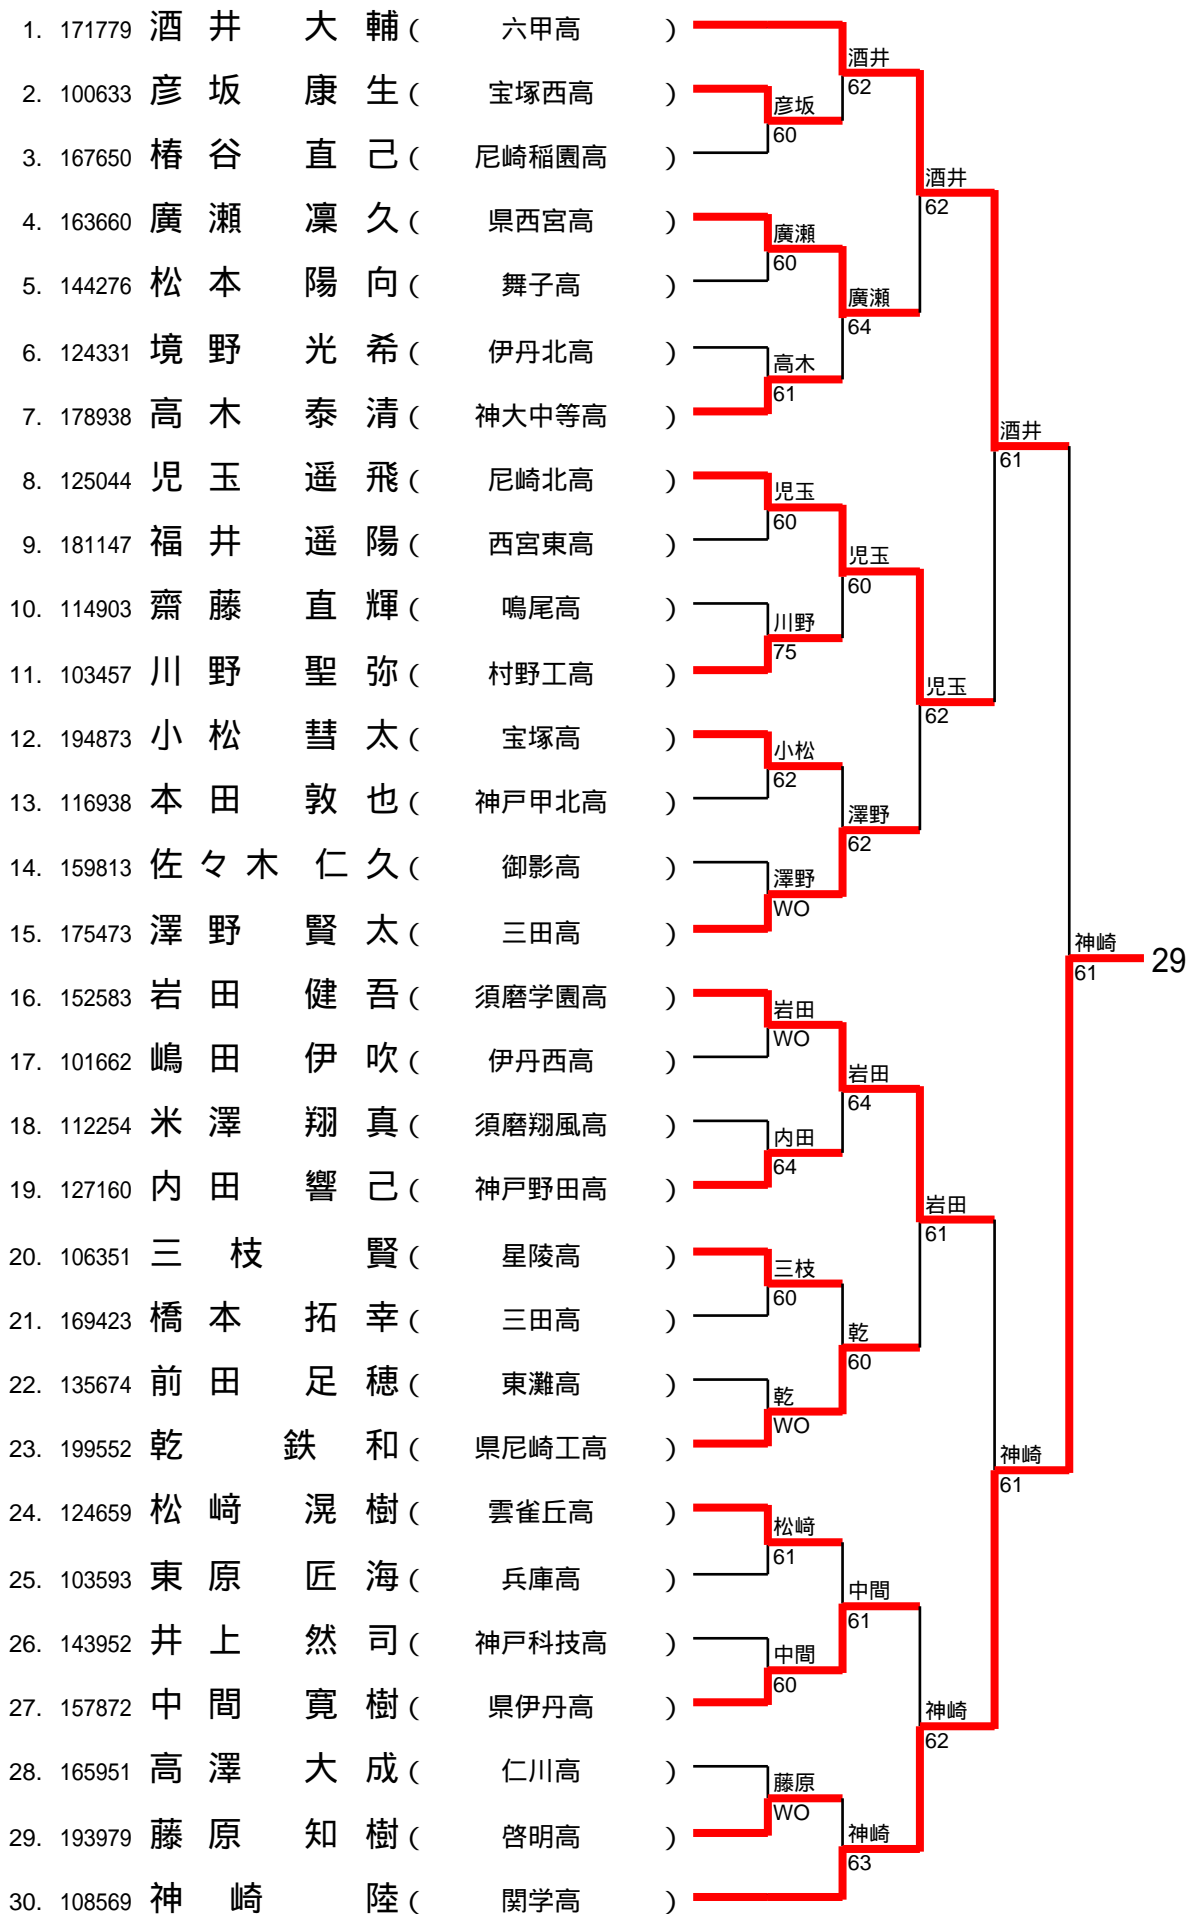 1. 171779 酒井 大輔 ( 六甲高 )
酒井
62
2. 100633 彦坂 康生 ( 宝塚西高 )
彦坂
60
3. 167650 椿谷 直己 ( 尼崎稲園高 )
酒井
62
4. 163660 廣瀬 凜久 ( 県西宮高 )
廣瀬
60
5. 144276 松本 陽向 ( 舞子高 )
廣瀬
64
6. 124331 境野 光希 ( 伊丹北高 )
高木
61
7. 178938 高木 泰清 ( 神大中等高 )
酒井
61
8. 125044 児玉 遥飛 ( 尼崎北高 )
児玉
60
9. 181147 福井 遥陽 ( 西宮東高 )
児玉
60
10. 114903 齋藤 直輝 ( 鳴尾高 )
川野
75
11. 103457 川野 聖弥 ( 村野工高 )
児玉
62
12. 194873 小松 彗太 ( 宝塚高 )
小松
62
13. 116938 本田 敦也 ( 神戸甲北高 )
澤野
62
14. 159813 佐々木 仁久 ( 御影高 )
澤野
WO
15. 175473 澤野 賢太 ( 三田高 )
神崎
61
29
16. 152583 岩田 健吾 ( 須磨学園高 )
岩田
WO
17. 101662 嶋田 伊吹 ( 伊丹西高 )
岩田
64
18. 112254 米澤 翔真 ( 須磨翔風高 )
内田
64
19. 127160 内田 響己 ( 神戸野田高 )
岩田
61
20. 106351 三枝 賢 ( 星陵高 )
三枝
60
21. 169423 橋本 拓幸 ( 三田高 )
乾
60
22. 135674 前田 足穂 ( 東灘高 )
乾
WO
23. 199552 乾 鉄和 ( 県尼崎工高 )
神崎
61
24. 124659 松﨑 滉樹 ( 雲雀丘高 )
松﨑
61
25. 103593 東原 匠海 ( 兵庫高 )
中間
61
26. 143952 井上 然司 ( 神戸科技高 )
中間
60
27. 157872 中間 寛樹 ( 県伊丹高 )
神崎
62
28. 165951 高澤 大成 ( 仁川高 )
藤原
WO
29. 193979 藤原 知樹 ( 啓明高 )
神崎
63
30. 108569 神崎 陸 ( 関学高 )